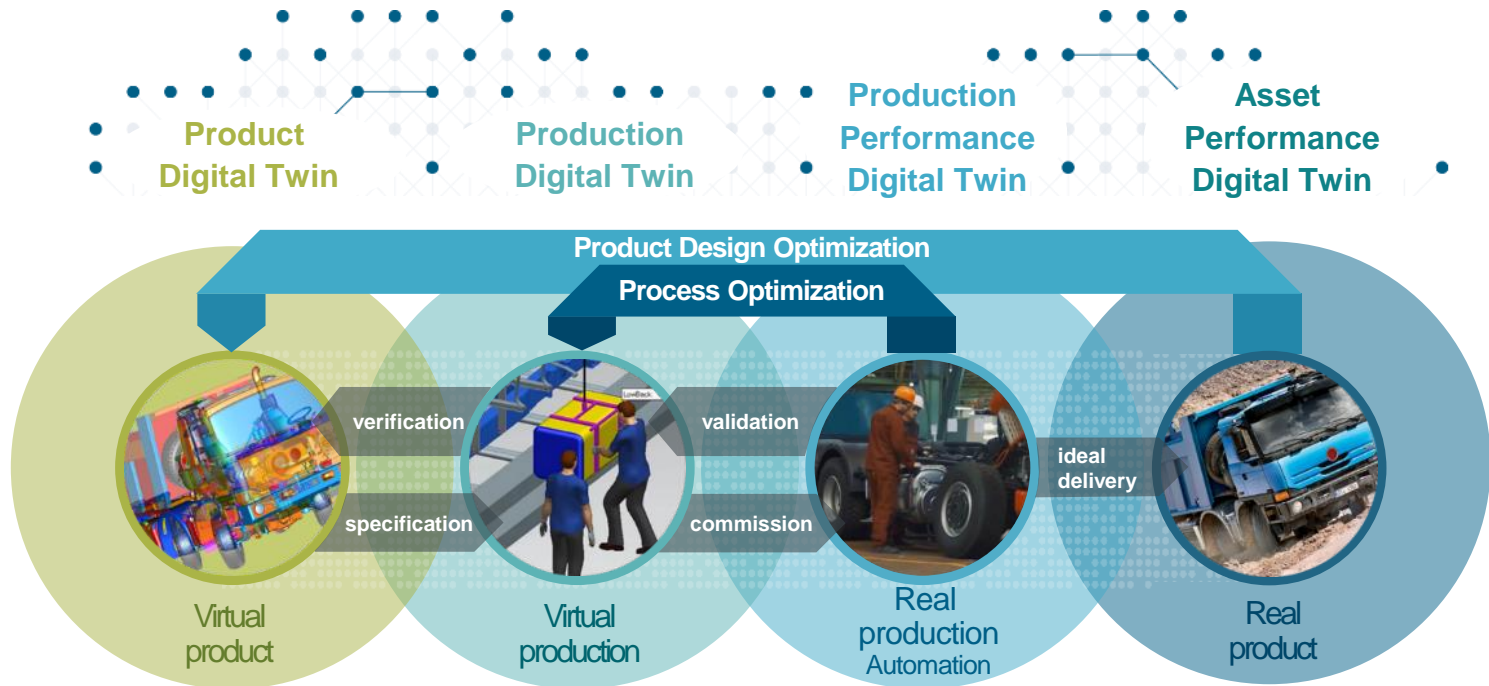 Product
Digital Twin
Production
Digital Twin
Production
Performance
Digital Twin
Asset
Performance
Digital Twin
Product Design Optimization
Process Optimization
verification
specification
LowBack:
validation
commission
ideal
delivery
Virtual
product
Virtual
production
Real
production
Automation
Real
product